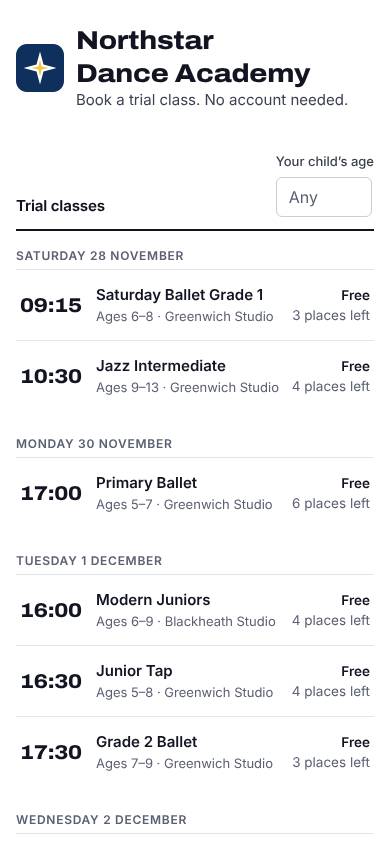 Northstar
Dance Academy
Book a trial class. No account needed.
Your child's age
Trial classes
Any
SATURDAY 28 NOVEMBER
09:15 Saturday Ballet Grade 1 Free
Ages 6–8 · Greenwich Studio 3 places left
10:30 Jazz Intermediate Free
Ages 9–13 · Greenwich Studio 4 places left
MONDAY 30 NOVEMBER
17:00 Primary Ballet Free
Ages 5–7 · Greenwich Studio 6 places left
TUESDAY 1 DECEMBER
16:00 Modern Juniors Free
Ages 6–9 · Blackheath Studio 4 places left
16:30 Junior Tap Free
Ages 5–8 · Greenwich Studio 4 places left
17:30 Grade 2 Ballet Free
Ages 7–9 · Greenwich Studio 3 places left
WEDNESDAY 2 DECEMBER